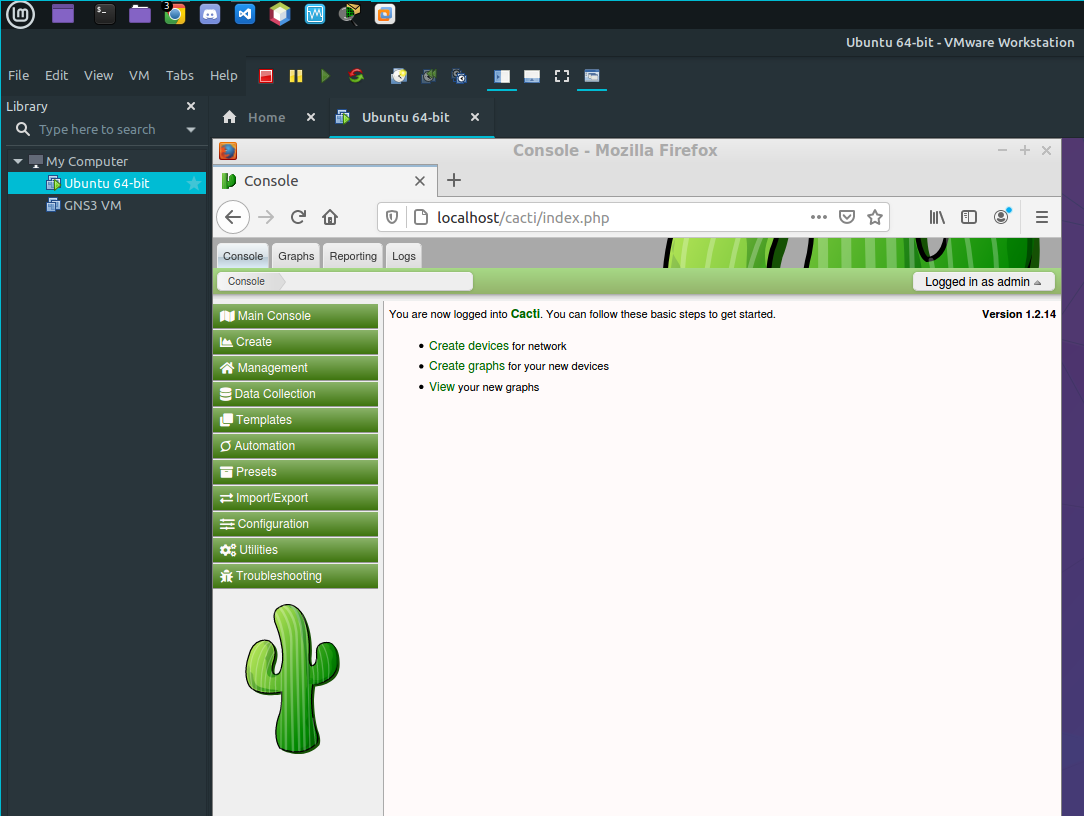 3
Ubuntu 64-bit - VMware Workstation
File Edit View VM Tabs Help
Library
Type here to search
My Computer
Ubuntu 64-bit
GNS3 VM
Home
Ubuntu 64-bit
Console - Mozilla Firefox
Console
localhost/cacti/index.php
Console Graphs Reporting Logs
Console
Logged in as admin
Main Console
Create
Management
Data Collection
Templates
Automation
Presets
Import/Export
Configuration
Utilities
Troubleshooting
You are now logged into Cacti. You can follow these basic steps to get started.
Version 1.2.14
Create devices for network
Create graphs for your new devices
View your new graphs